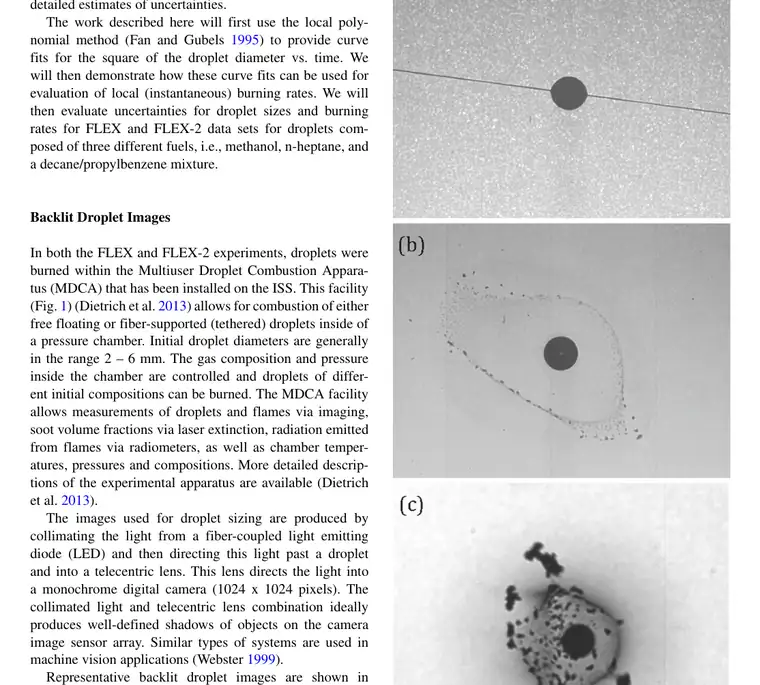 detailed estimates of uncertainties.
The work described here will first use the local poly-
nomial method (Fan and Gubels 1995) to provide curve
fits for the square of the droplet diameter vs. time. We
will then demonstrate how these curve fits can be used for
evaluation of local (instantaneous) burning rates. We will
then evaluate uncertainties for droplet sizes and burning
rates for FLEX and FLEX-2 data sets for droplets com-
posed of three different fuels, i.e., methanol, n-heptane, and
a decane/propylbenzene mixture.
Backlit Droplet Images
In both the FLEX and FLEX-2 experiments, droplets were
burned within the Multiuser Droplet Combustion Appara-
tus (MDCA) that has been installed on the ISS. This facility
(Fig. 1) (Dietrich et al. 2013) allows for combustion of either
free floating or fiber-supported (tethered) droplets inside of
a pressure chamber. Initial droplet diameters are generally
in the range 2 – 6 mm. The gas composition and pressure
inside the chamber are controlled and droplets of differ-
ent initial compositions can be burned. The MDCA facility
allows measurements of droplets and flames via imaging,
soot volume fractions via laser extinction, radiation emitted
from flames via radiometers, as well as chamber temper-
atures, pressures and compositions. More detailed descrip-
tions of the experimental apparatus are available (Dietrich
et al. 2013).
The images used for droplet sizing are produced by
collimating the light from a fiber-coupled light emitting
diode (LED) and then directing this light past a droplet
and into a telecentric lens. This lens directs the light into
a monochrome digital camera (1024 x 1024 pixels). The
collimated light and telecentric lens combination ideally
produces well-defined shadows of objects on the camera
image sensor array. Similar types of systems are used in
machine vision applications (Webster 1999).
Representative backlit droplet images are shown in
(b)
(c)